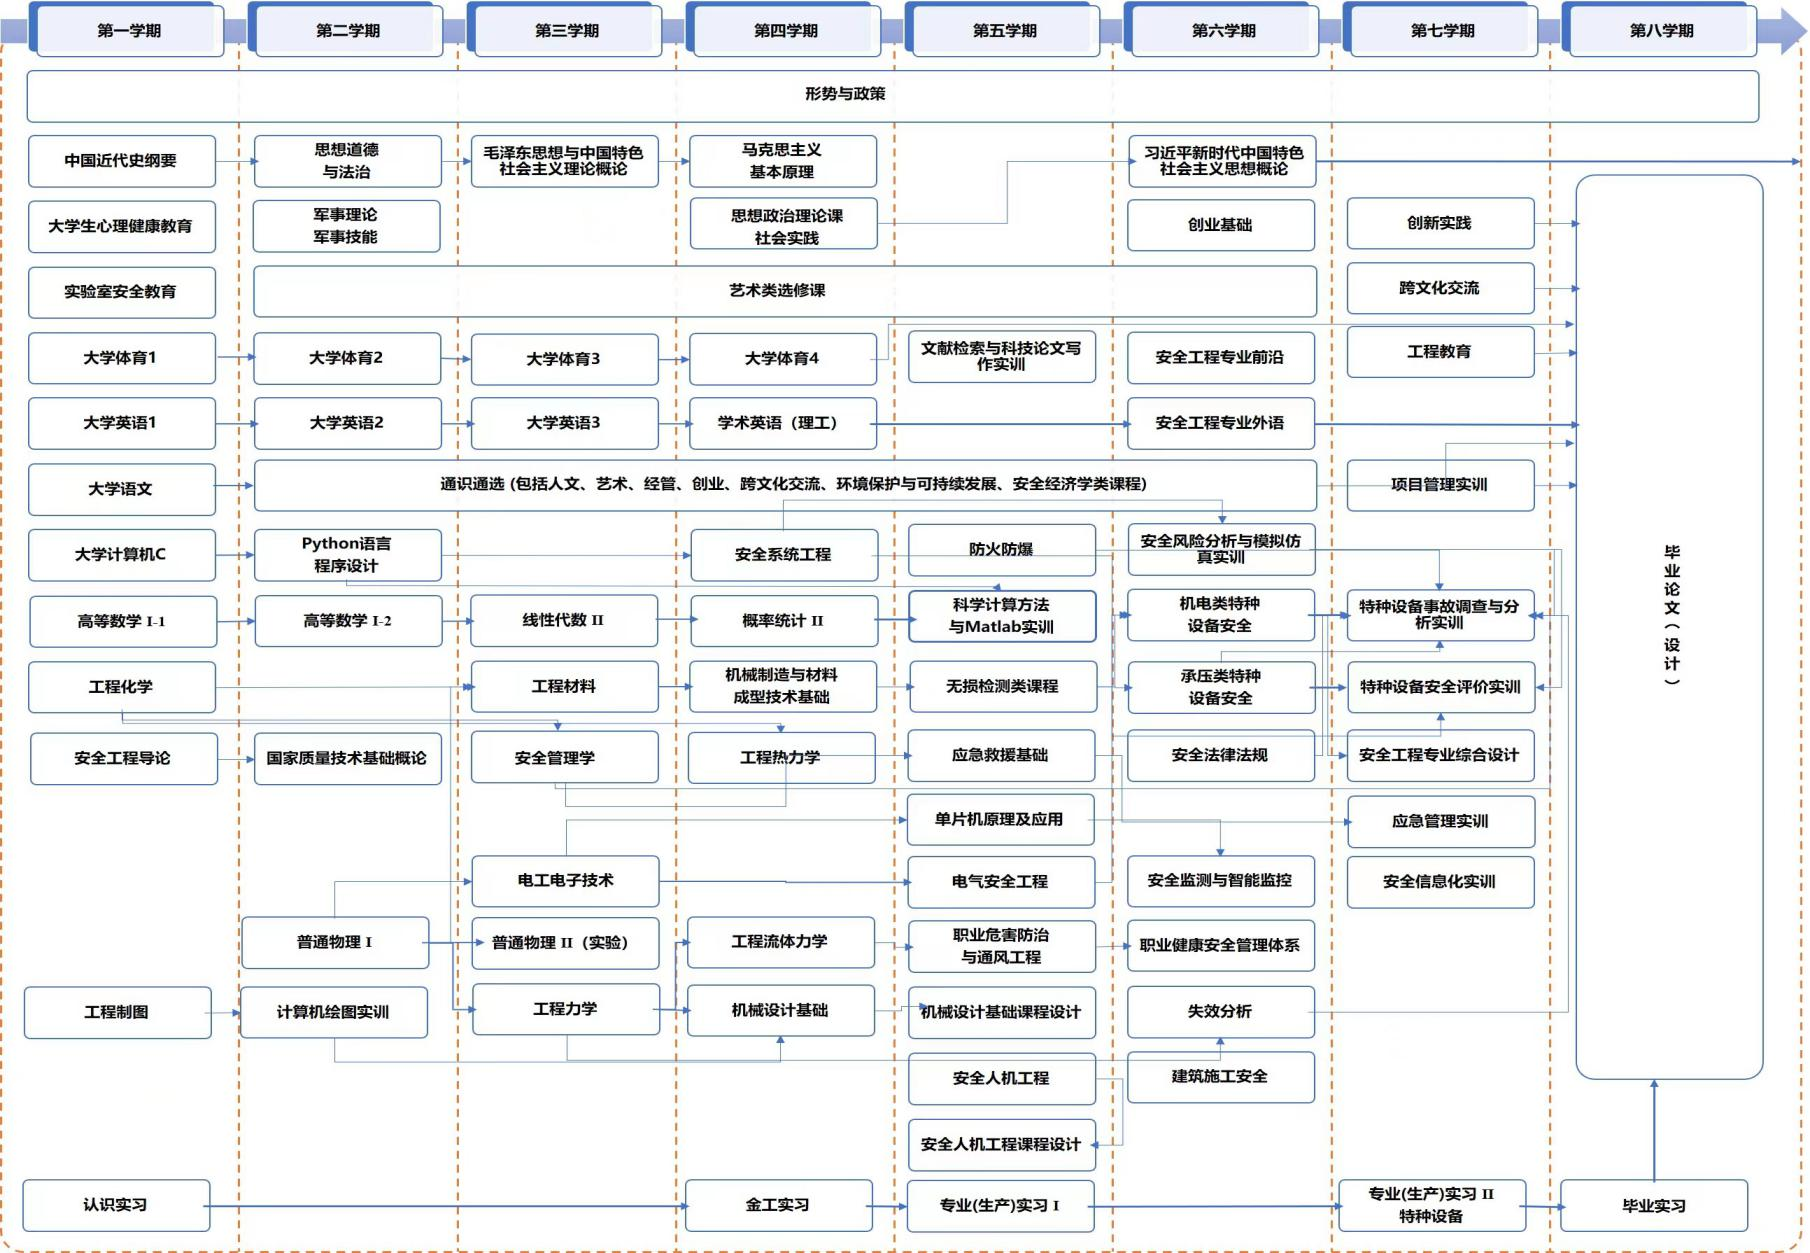 第一学期
第二学期
第三学期
第四学期
第五学期
第六学期
第七学期
第八学期
形势与政策
中国近代史纲要
思想道德
与法治
毛泽东思想与中国特色
社会主义理论概论
马克思主义
基本原理
习近平新时代中国特色
社会主义思想概论
大学生心理健康教育
军事理论
军事技能
思想政治理论课
社会实践
创业基础
创新实践
实验室安全教育
艺术类选修课
跨文化交流
大学体育1
大学体育2
大学体育3
大学体育4
文献检索与科技论文写
作实训
安全工程专业前沿
工程教育
大学英语1
大学英语2
大学英语3
学术英语（理工）
安全工程专业外语
大学语文
通识通选 (包括人文、艺术、经管、创业、跨文化交流、环境保护与可持续发展、安全经济学类课程)
项目管理实训
大学计算机C
Python语言
程序设计
安全系统工程
防火防爆
安全风险分析与模拟仿
真实训
高等数学 I-1
高等数学 I-2
线性代数 II
概率统计 II
科学计算方法
与Matlab实训
机电类特种
设备安全
特种设备事故调查与分
析实训
工程化学
工程材料
机械制造与材料
成型技术基础
无损检测类课程
承压类特种
设备安全
特种设备安全评价实训
安全工程导论
国家质量技术基础概论
安全管理学
工程热力学
应急救援基础
安全法律法规
安全工程专业综合设计
单片机原理及应用
应急管理实训
电工电子技术
电气安全工程
安全监测与智能监控
安全信息化实训
普通物理 I
普通物理 II（实验）
工程流体力学
职业危害防治
与通风工程
职业健康安全管理体系
工程制图
计算机绘图实训
工程力学
机械设计基础
机械设计基础课程设计
失效分析
安全人机工程
建筑施工安全
安全人机工程课程设计
认识实习
金工实习
专业(生产)实习 I
专业(生产)实习 II
特种设备
毕业实习
毕业论文（设计）